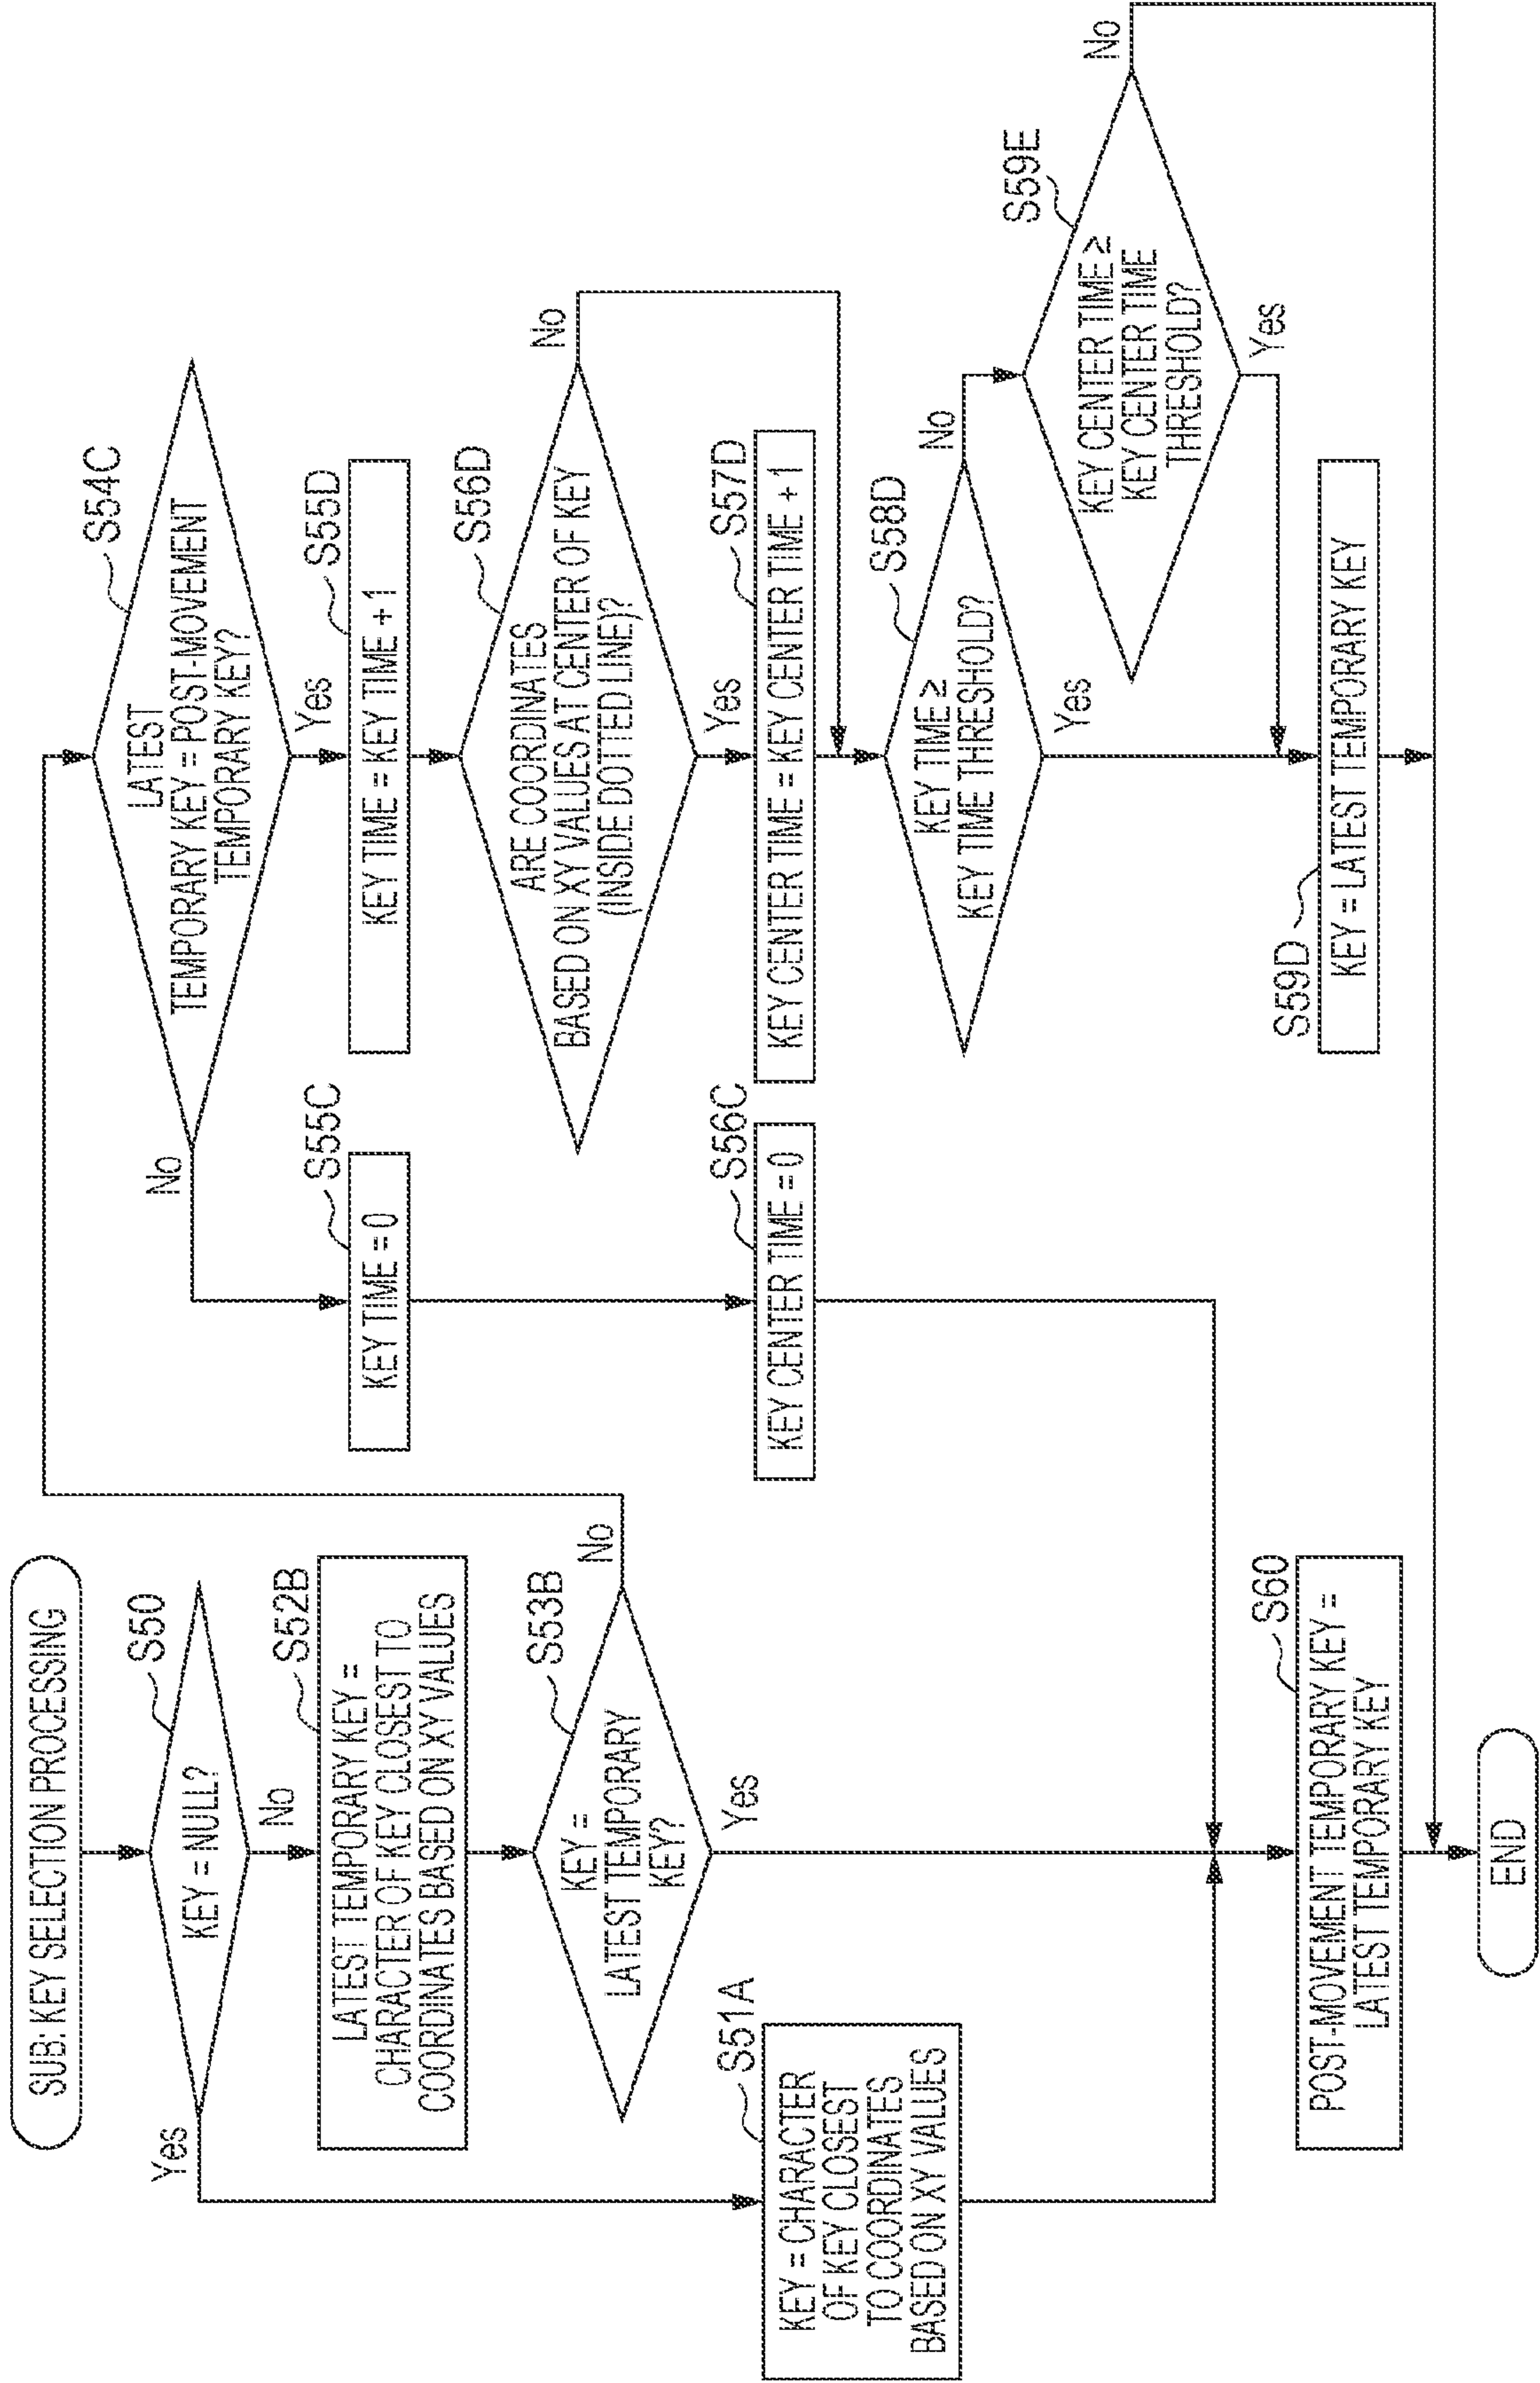 SUB: KEY SELECTION PROCESSING
S50
KEY = NULL?
Yes
No
S52B
LATEST TEMPORARY KEY =
CHARACTER OF KEY CLOSEST TO
COORDINATES BASED ON XY VALUES
S53B
KEY =
LATEST TEMPORARY
KEY?
No
Yes
S51A
KEY = CHARACTER
OF KEY CLOSEST
TO COORDINATES
BASED ON XY VALUES
S54C
LATEST
TEMPORARY KEY = POST-MOVEMENT
TEMPORARY KEY?
No
Yes
S55C
KEY TIME = 0
S55D
KEY TIME = KEY TIME + 1
S56D
ARE COORDINATES
BASED ON XY VALUES AT CENTER OF KEY
(INSIDE DOTTED LINE)?
No
Yes
S56C
KEY CENTER TIME = 0
S57D
KEY CENTER TIME = KEY CENTER TIME + 1
S58D
KEY TIME ≥
KEY TIME THRESHOLD?
No
Yes
S59E
KEY CENTER TIME ≥
KEY CENTER TIME
THRESHOLD?
No
Yes
S59D
KEY = LATEST TEMPORARY KEY
S60
POST-MOVEMENT TEMPORARY KEY =
LATEST TEMPORARY KEY
END